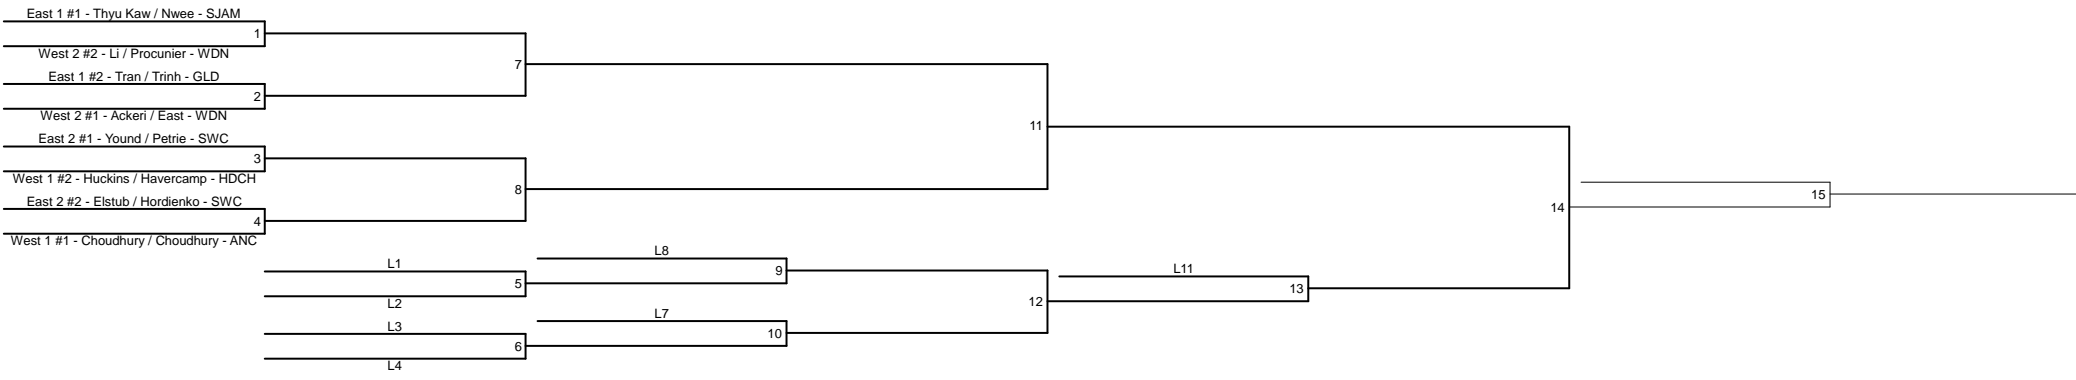 East 1 #1 - Thyu Kaw / Nwee - SJAM
1
West 2 #2 - Li / Procunier - WDN
East 1 #2 - Tran / Trinh - GLD
2
West 2 #1 - Ackeri / East - WDN
East 2 #1 - Yound / Petrie - SWC
3
West 1 #2 - Huckins / Havercamp - HDCH
East 2 #2 - Elstub / Hordienko - SWC
4
West 1 #1 - Choudhury / Choudhury - ANC
7
8
11
14
15
L1
5
L2
L3
6
L4
L8
9
L7
10
12
L11
13